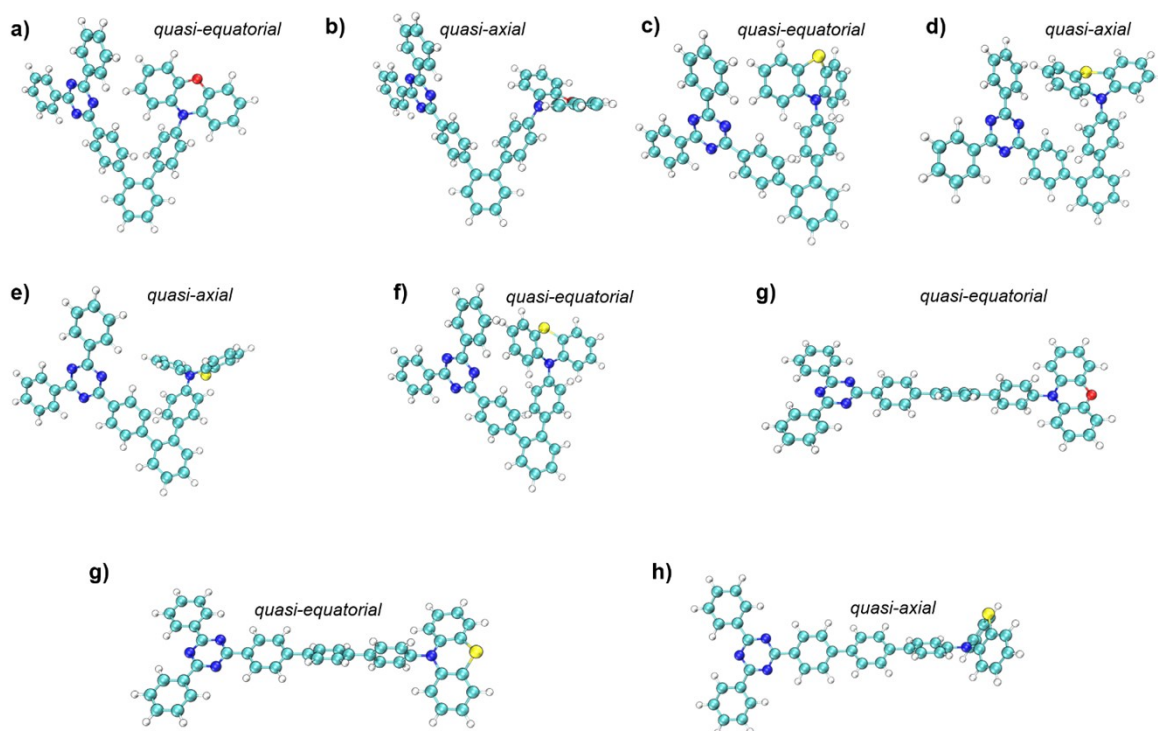 a) quasi-equatorial
b) quasi-axial
c) quasi-equatorial
d) quasi-axial
e) quasi-axial
f) quasi-equatorial
g) quasi-equatorial
g) quasi-equatorial
h) quasi-axial